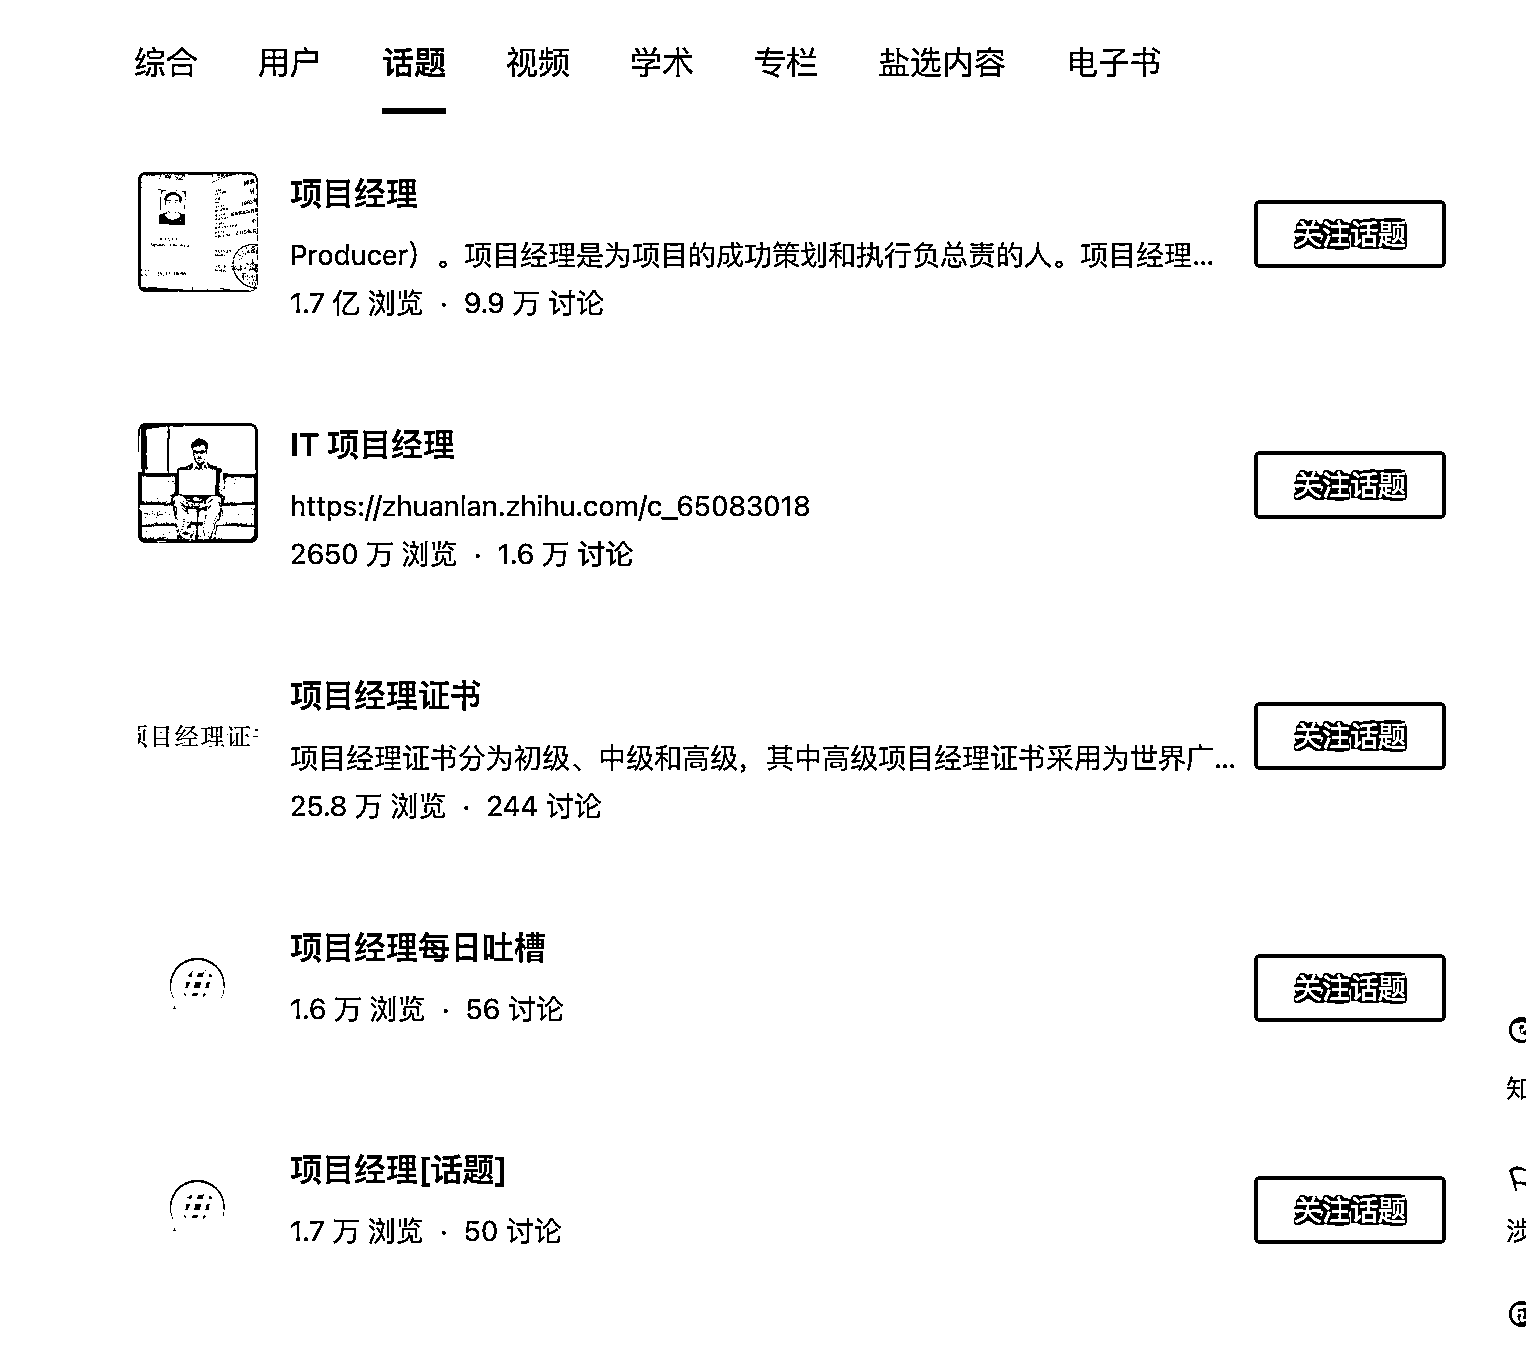 综合 用户 话题 视频 学术 专栏 盐选内容 电子书
项目经理
Producer）。项目经理是为项目的成功策划和执行负总责的人。项目经理...
1.7 亿 浏览 · 9.9 万 讨论
关注话题
IT 项目经理
https://zhuanlan.zhihu.com/c_65083018
2650 万 浏览 · 1.6 万 讨论
关注话题
项目经理证
项目经理证书
项目经理证书分为初级、中级和高级，其中高级项目经理证书采用为世界广...
25.8 万 浏览 · 244 讨论
关注话题
项目经理每日吐槽
1.6 万 浏览 · 56 讨论
关注话题
知
项目经理[话题]
1.7 万 浏览 · 50 讨论
关注话题
涉